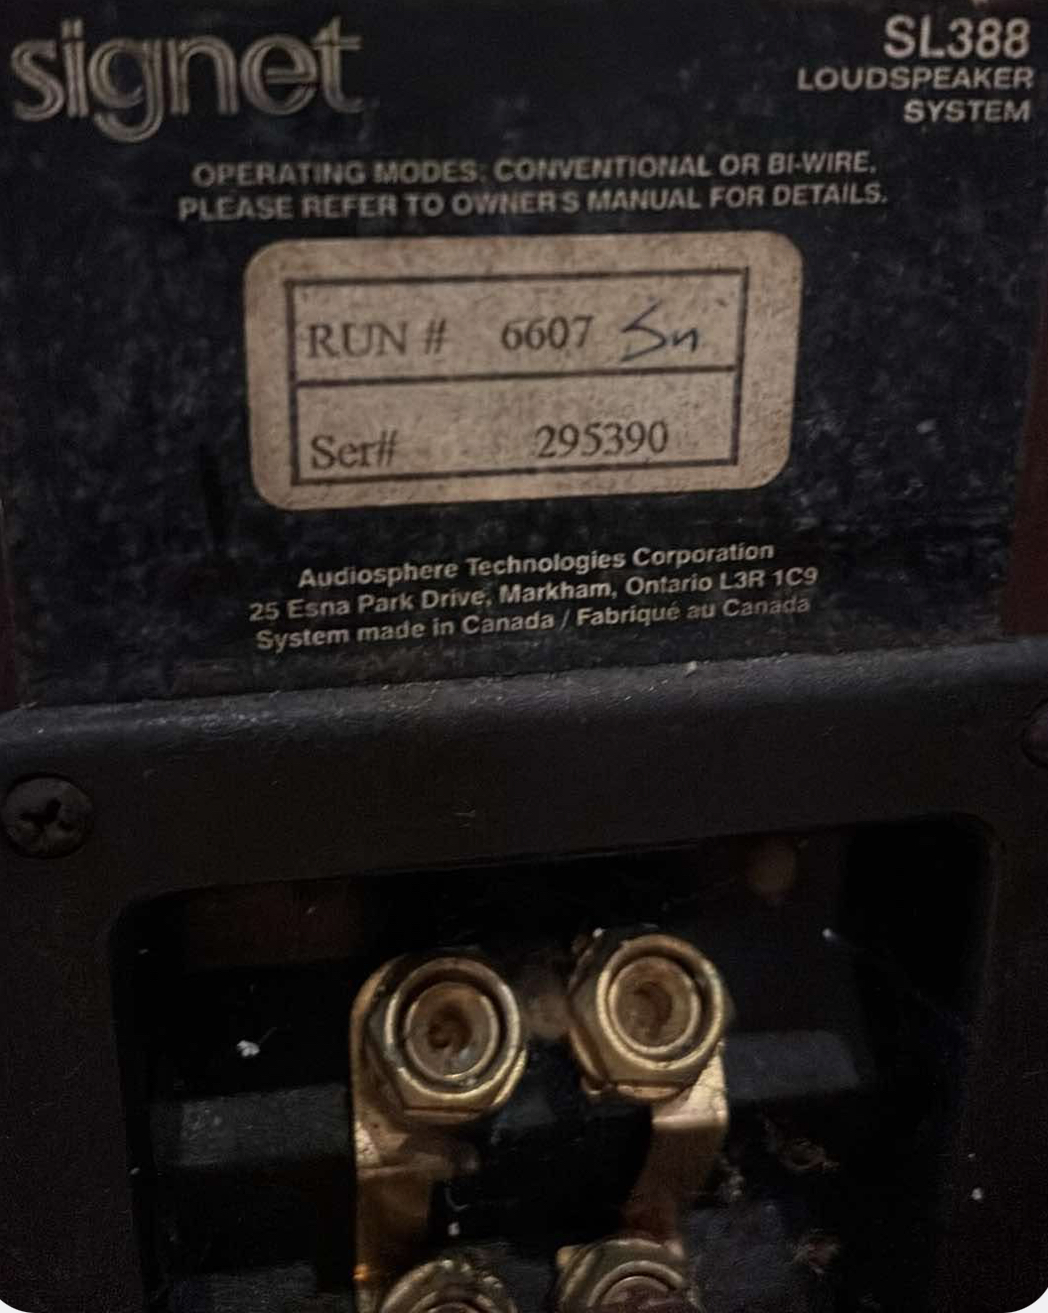 signet
SL388
LOUDSPEAKER
SYSTEM
OPERATING MODES: CONVENTIONAL OR BI-WIRE.
PLEASE REFER TO OWNER'S MANUAL FOR DETAILS.
RUN # 6607
Ser# 295390
Audiosphere Technologies Corporation
25 Esna Park Drive, Markham, Ontario L3R 1C9
System made in Canada / Fabriqué au Canada